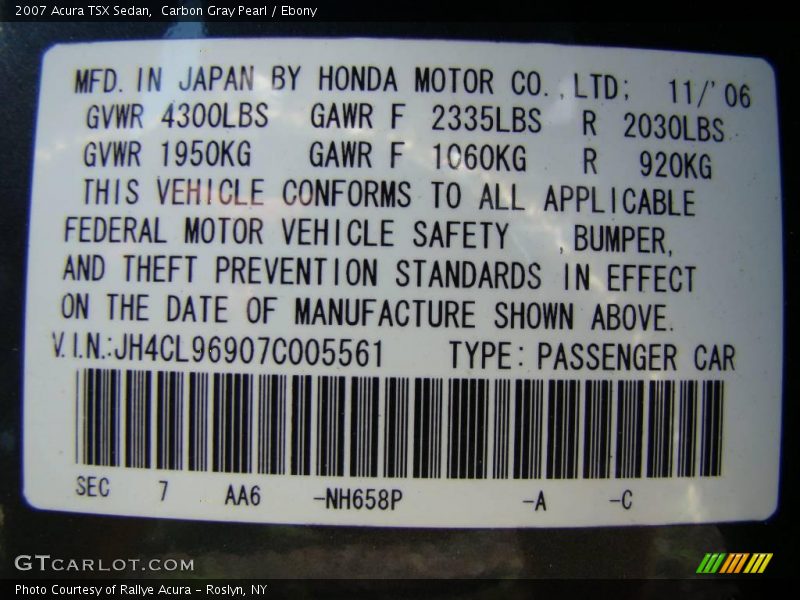 2007 Acura TSX Sedan,  Carbon Gray Pearl / Ebony
MFD. IN JAPAN BY HONDA MOTOR CO., LTD; 11/'06
GVWR 4300LBS GAWR F 2335LBS R 2030LBS
GVWR 1950KG GAWR F 1060KG R 920KG
THIS VEHICLE CONFORMS TO ALL APPLICABLE
FEDERAL MOTOR VEHICLE SAFETY , BUMPER,
AND THEFT PREVENTION STANDARDS IN EFFECT
ON THE DATE OF MANUFACTURE SHOWN ABOVE.
V.I.N.:JH4CL96907C005561 TYPE: PASSENGER CAR
SEC 7 AA6 -NH658P -A -C
GTCARLOT.COM
Photo Courtesy of Rallye Acura - Roslyn, NY